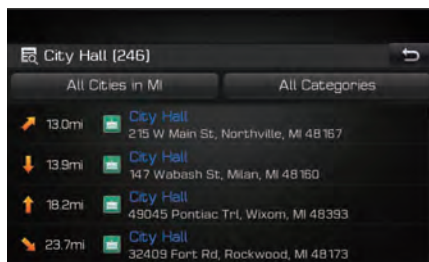 City Hall (246)
All Cities in MI
All Categories
13.0mi
City Hall
215 W Main St, Northville, MI 48167
13.9mi
City Hall
147 Wabash St, Milan, MI 48160
18.2mi
City Hall
49045 Pontiac Trl, Wixom, MI 48393
23.7mi
City Hall
32409 Fort Rd, Rockwood, MI 48173